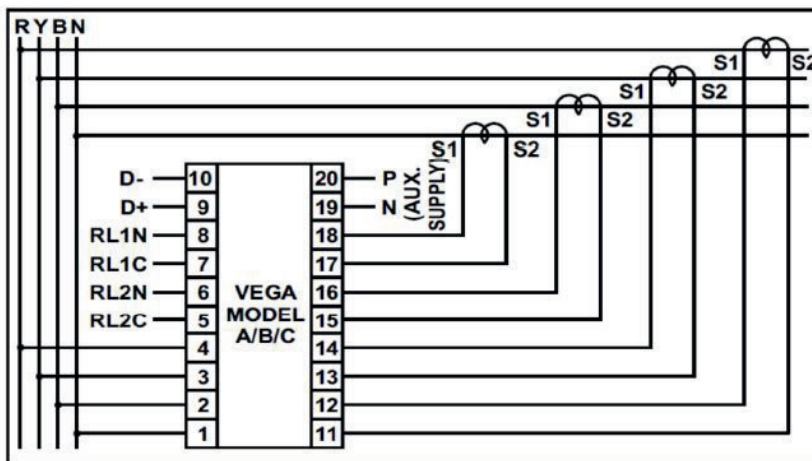 R Y B N
S1 S2
S1 S2
S1 S2
S1 S2
D- 10 20 P
D+ 9 19 N
(AUX. SUPPLY)
RL1N 8 18
RL1C 7 17
RL2N 6 16
RL2C 5 15
VEGA
MODEL
A/B/C
4 14
3 13
2 12
1 11